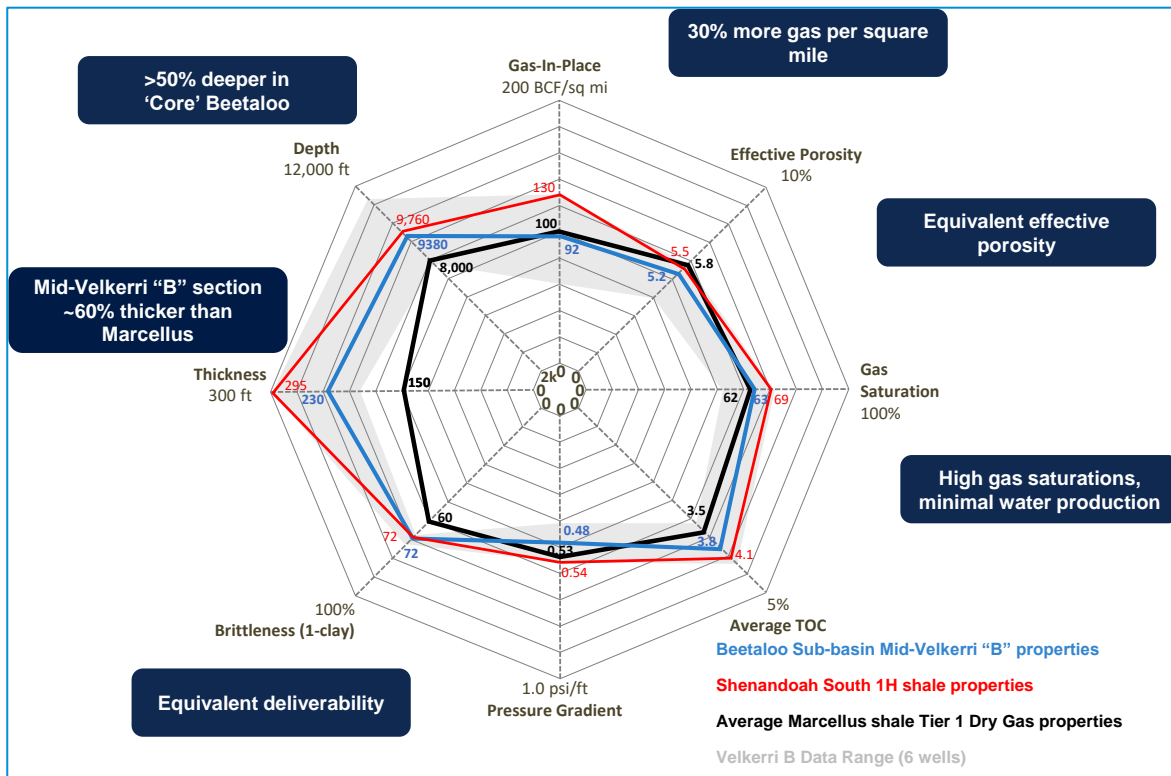 30% more gas per square
mile
>50% deeper in
‘Core’ Beetaloo
Gas-In-Place
200 BCF/sq mi
Depth
12,000 ft
Effective Porosity
10%
130
9,760
Equivalent effective
porosity
100
9380
92
5.5
5.8
8,000
5.2
Mid-Velkerri “B” section
~60% thicker than
Marcellus
Thickness
300 ft
295
230
150
2k
0
0
0
0
0
0
0
62
63
69
Gas
Saturation
100%
High gas saturations,
minimal water production
60
3.5
72
72
0.48
0.53
0.54
3.8
4.1
100%
Brittleness (1-clay)
5%
Average TOC
1.0 psi/ft
Pressure Gradient
Equivalent deliverability
Beetaloo Sub-basin Mid-Velkerri “B” properties
Shenandoah South 1H shale properties
Average Marcellus shale Tier 1 Dry Gas properties
Velkerri B Data Range (6 wells)